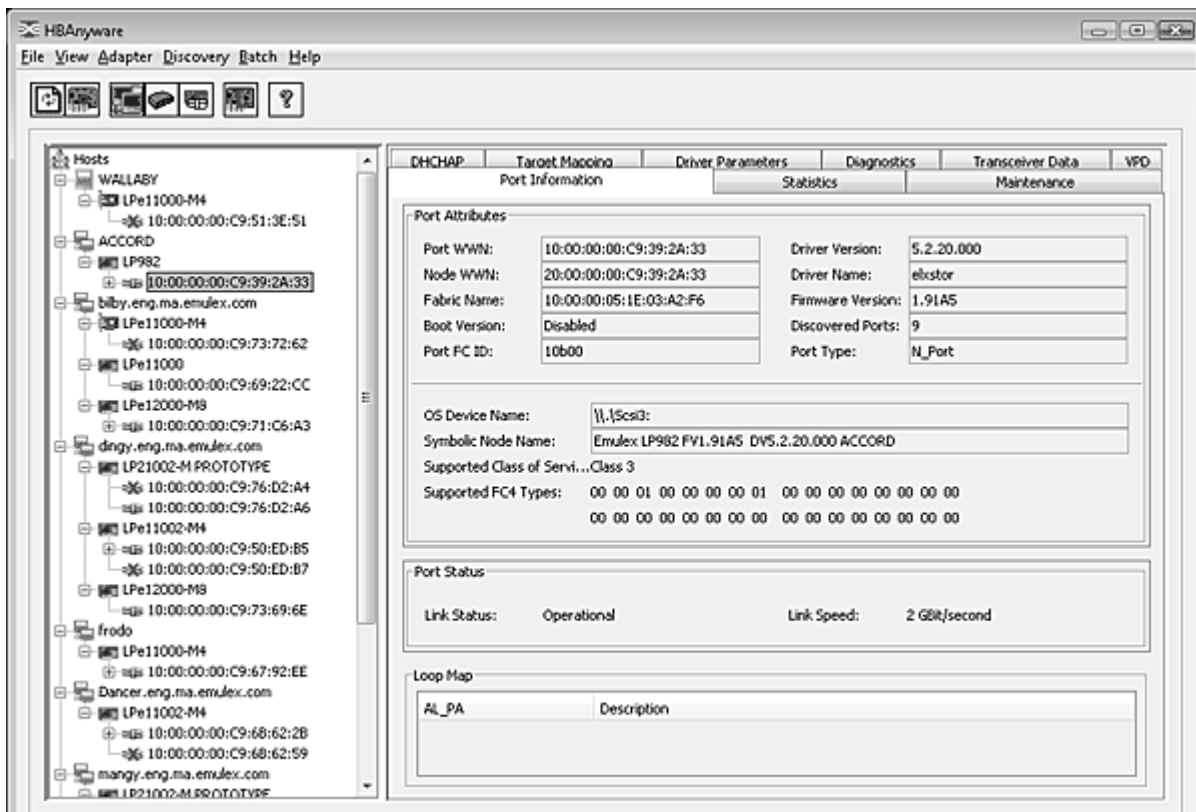 HBAnyware
File View Adapter Discovery Batch Help
Hosts
WALLABY
LPe11000-M4
10:00:00:00:C9:51:3E:51
ACCORD
LP982
10:00:00:00:C9:39:2A:33
bilby.eng.ma.emulex.com
LPe11000-M4
10:00:00:00:C9:73:72:62
LPe11000
10:00:00:00:C9:69:22:CC
LPe12000-M8
10:00:00:00:C9:71:C6:A3
dingy.eng.ma.emulex.com
LP21002-M PROTOTYPE
10:00:00:00:C9:76:D2:A4
10:00:00:00:C9:76:D2:A6
LPe11002-M4
10:00:00:00:C9:50:ED:B5
10:00:00:00:C9:50:ED:B7
LPe12000-M8
10:00:00:00:C9:73:69:6E
frodo
LPe11000-M4
10:00:00:00:C9:67:92:EE
Dancer.eng.ma.emulex.com
LPe11002-M4
10:00:00:00:C9:68:62:2B
10:00:00:00:C9:68:62:59
mangy.eng.ma.emulex.com
LP21002-M PROTOTYPE
DHCHAP Target Mapping Driver Parameters Diagnostics Transceiver Data VPD
Port Information Statistics Maintenance
Port Attributes
Port WWN: 10:00:00:00:C9:39:2A:33 Driver Version: 5.2.20.000
Node WWN: 20:00:00:00:C9:39:2A:33 Driver Name: elxstor
Fabric Name: 10:00:00:05:1E:03:A2:F6 Firmware Version: 1.91A5
Boot Version: Disabled Discovered Ports: 9
Port FC ID: 10b00 Port Type: N_Port
OS Device Name: \\.\Scsi3:
Symbolic Node Name: Emulex LP982 FV1.91A5 DV5.2.20.000 ACCORD
Supported Class of Servi...Class 3
Supported FC4 Types: 00 00 01 00 00 00 00 01 00 00 00 00 00 00 00 00
00 00 00 00 00 00 00 00 00 00 00 00 00 00 00 00
Port Status
Link Status: Operational Link Speed: 2 GBit/second
Loop Map
AL_PA Description